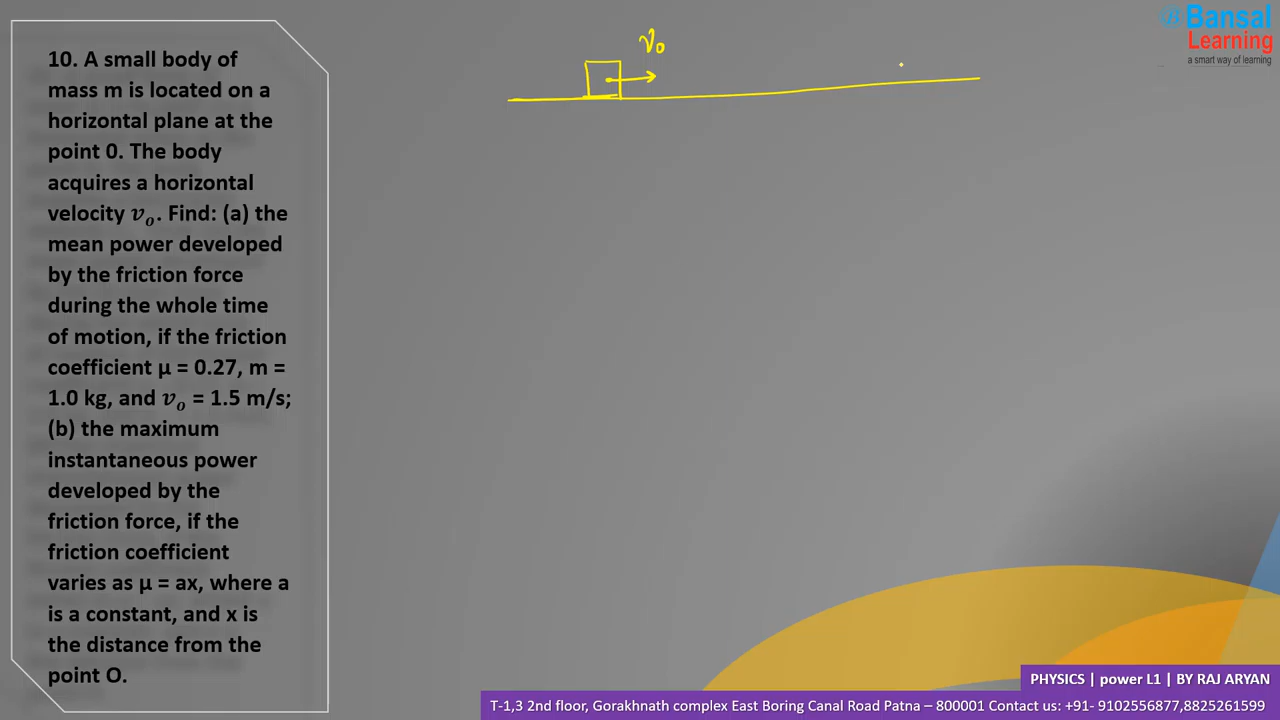 10. A small body of
mass m is located on a
horizontal plane at the
point 0. The body
acquires a horizontal
velocity v₀. Find: (a) the
mean power developed
by the friction force
during the whole time
of motion, if the friction
coefficient μ = 0.27, m =
1.0 kg, and v₀ = 1.5 m/s;
(b) the maximum
instantaneous power
developed by the
friction force, if the
friction coefficient
varies as μ = ax, where a
is a constant, and x is
the distance from the
point O.
v₀
B Bansal
Learning
a smart way of learning
PHYSICS | power L1 | BY RAJ ARYAN
T-1,3 2nd floor, Gorakhnath complex East Boring Canal Road Patna – 800001 Contact us: +91- 9102556877,8825261599